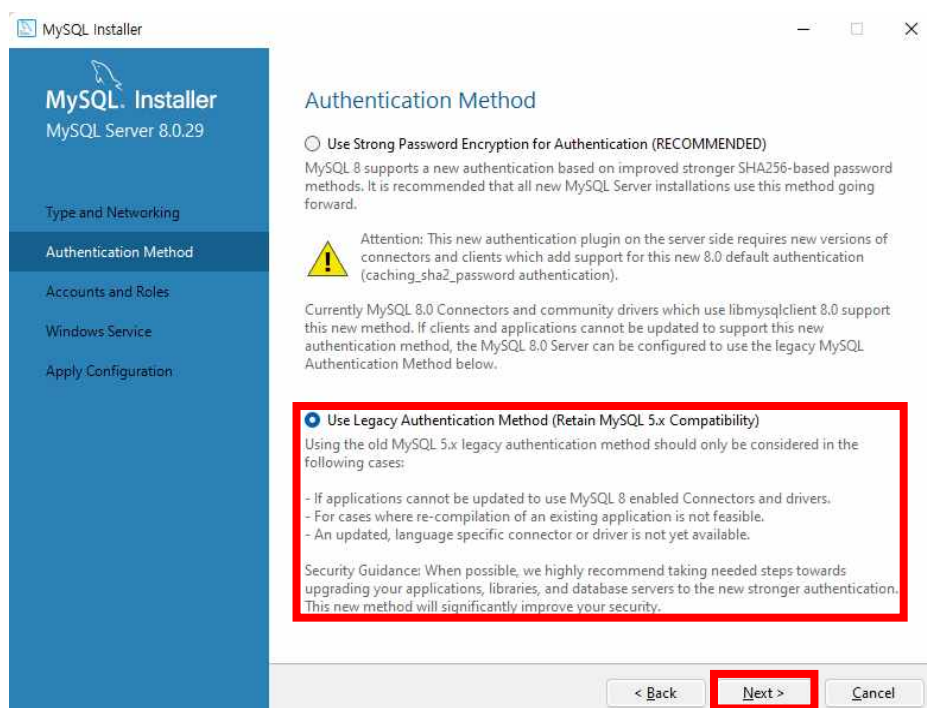 MySQL Installer
MySQL. Installer
MySQL Server 8.0.29
Type and Networking
Authentication Method
Accounts and Roles
Windows Service
Apply Configuration
Authentication Method
Use Strong Password Encryption for Authentication (RECOMMENDED)
MySQL 8 supports a new authentication based on improved stronger SHA256-based password
methods. It is recommended that all new MySQL Server installations use this method going
forward.
Attention: This new authentication plugin on the server side requires new versions of
connectors and clients which add support for this new 8.0 default authentication
(caching_sha2_password authentication).
Currently MySQL 8.0 Connectors and community drivers which use libmysqlclient 8.0 support
this new method. If clients and applications cannot be updated to support this new
authentication method, the MySQL 8.0 Server can be configured to use the legacy MySQL
Authentication Method below.
Use Legacy Authentication Method (Retain MySQL 5.x Compatibility)
Using the old MySQL 5.x legacy authentication method should only be considered in the
following cases:
- If applications cannot be updated to use MySQL 8 enabled Connectors and drivers.
- For cases where re-compilation of an existing application is not feasible.
- An updated, language specific connector or driver is not yet available.
Security Guidance: When possible, we highly recommend taking needed steps towards
upgrading your applications, libraries, and database servers to the new stronger authentication.
This new method will significantly improve your security.
< Back
Next >
Cancel